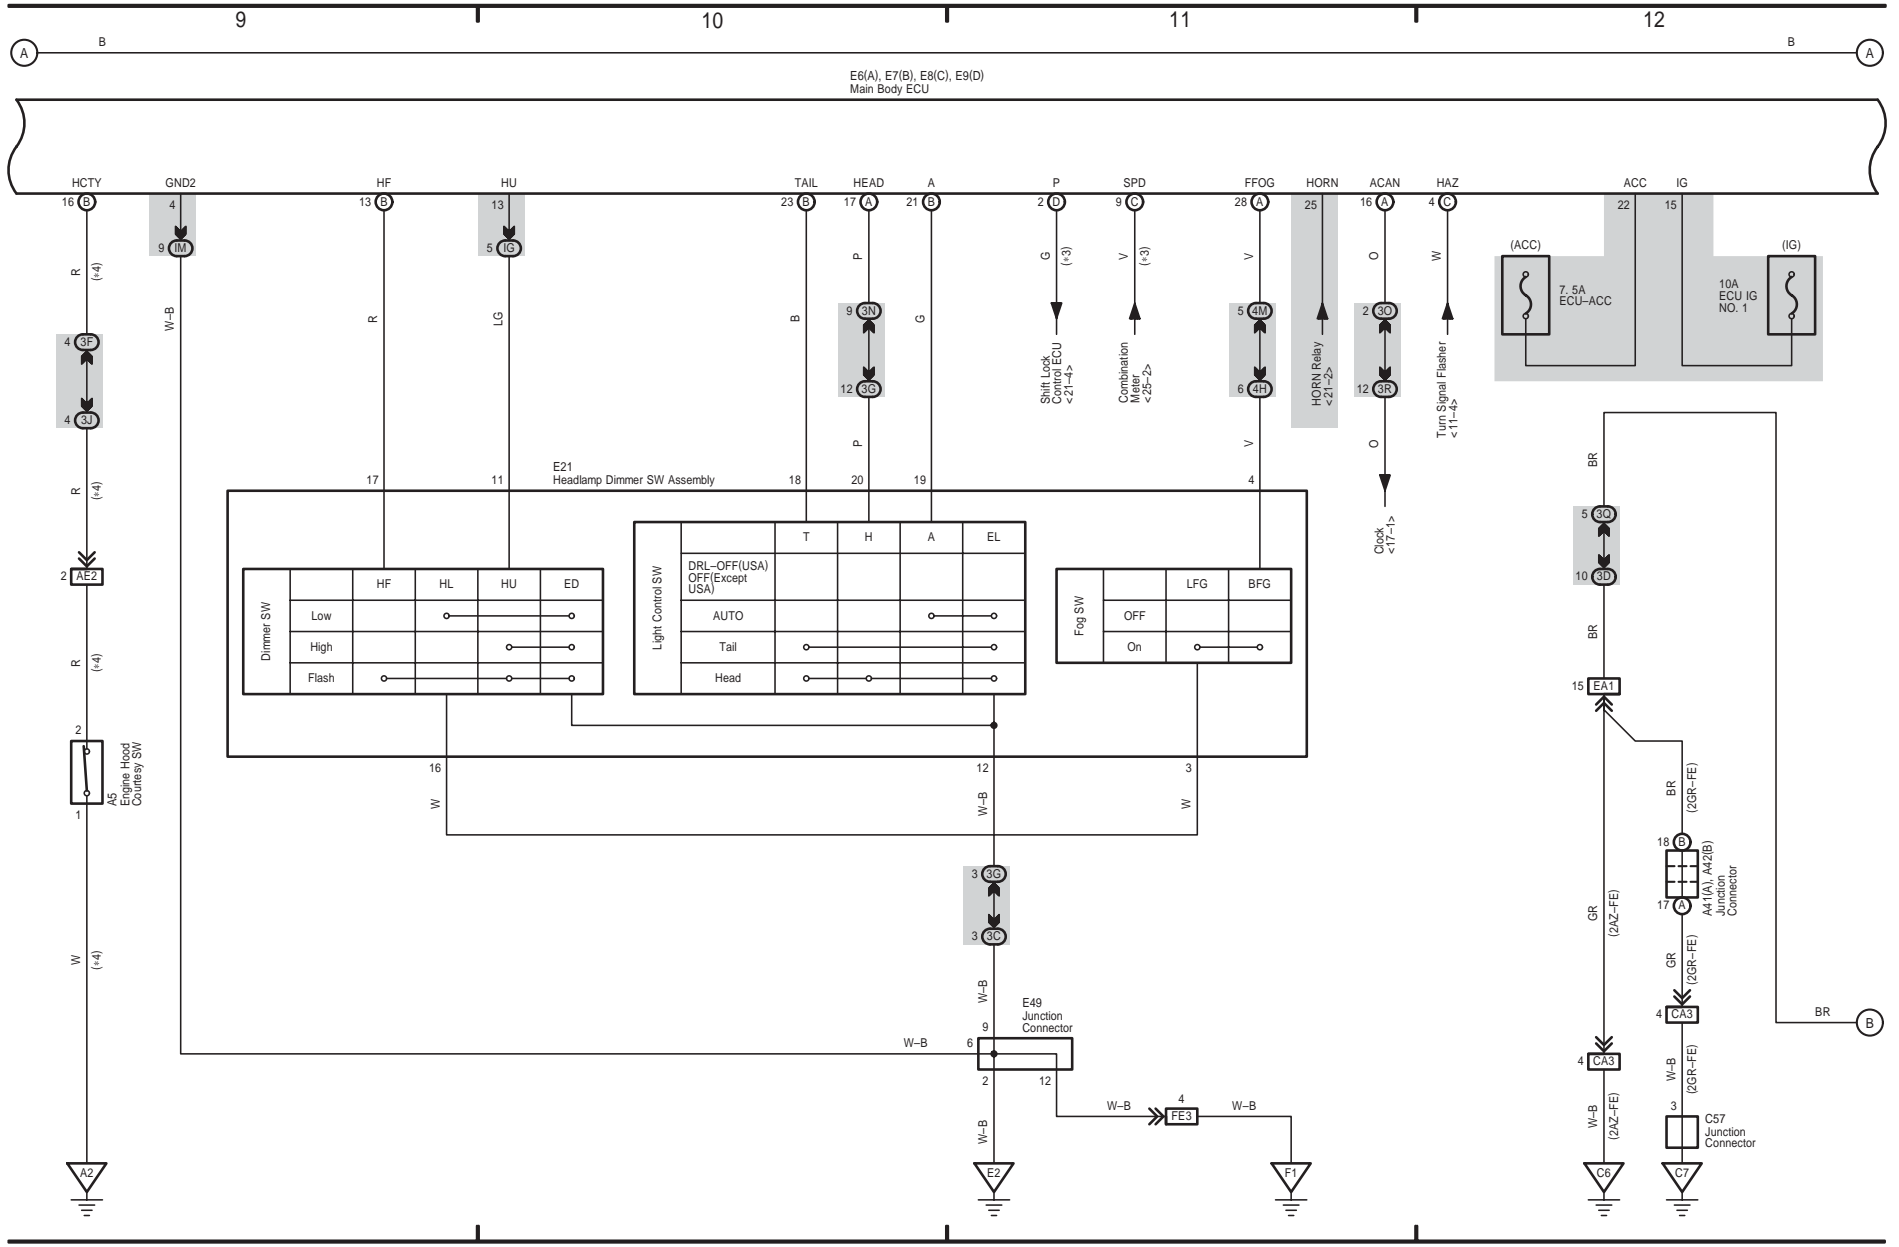 9
10
11
12
A
B
B
A
E6(A), E7(B), E8(C), E9(D)
Main Body ECU
HCTY
GND2
HF
HU
TAIL
HEAD
A
P
SPD
FFOG
HORN
ACAN
HAZ
ACC
IG
16 B
4
13 B
13
23 B
17 A
21 B
2 D
9 C
28 A
25
16 A
4 C
22
15
9 IM
5 IG
R
(*4)
W–B
R
LG
B
P
G
G
(*3)
V
(*3)
V
O
W
(ACC)
7. 5A
ECU–ACC
(IG)
10A
ECU IG
NO. 1
4 3F
4 3J
9 3N
12 3G
5 4M
6 4H
2 3O
12 3R
Shift Lock
Control ECU
<21–4>
Combination
Meter
<25–2>
HORN Relay
<21–2>
Turn Signal Flasher
<11–4>
P
V
O
Clock
<17–1>
R
(*4)
2 AE2
R
(*4)
2
A5
Engine Hood
Courtesy SW
1
W
(*4)
A2
E21
Headlamp Dimmer SW Assembly
17
11
18
20
19
4
Dimmer SW
HF
HL
HU
ED
Low
High
Flash
Light Control SW
T
H
A
EL
DRL–OFF(USA)
OFF(Except
USA)
AUTO
Tail
Head
Fog SW
LFG
BFG
OFF
On
16
12
3
W
W–B
W
3 3G
3 3C
W–B
E49
Junction
Connector
9
W–B
6
2
12
W–B
W–B
4
FE3
W–B
E2
F1
BR
5 3Q
10 3D
BR
15 EA1
BR
(2GR–FE)
18 B
17 A
A41(A), A42(B)
Junction
Connector
GR
(2AZ–FE)
GR
(2GR–FE)
4 CA3
4 CA3
W–B
(2AZ–FE)
W–B
(2GR–FE)
3
C57
Junction
Connector
C6
C7
BR
B